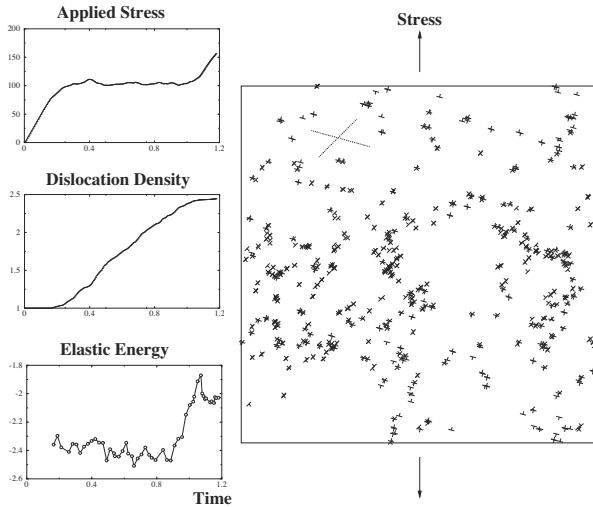 Applied Stress
200
150
100
50
0
0 0.4 0.8 1.2
Dislocation Density
2.5
2
1.5
1
0 0.4 0.8 1.2
Elastic Energy
-1.8
-2
-2.2
-2.4
-2.6
0 0.4 0.8 1.2
Time
Stress